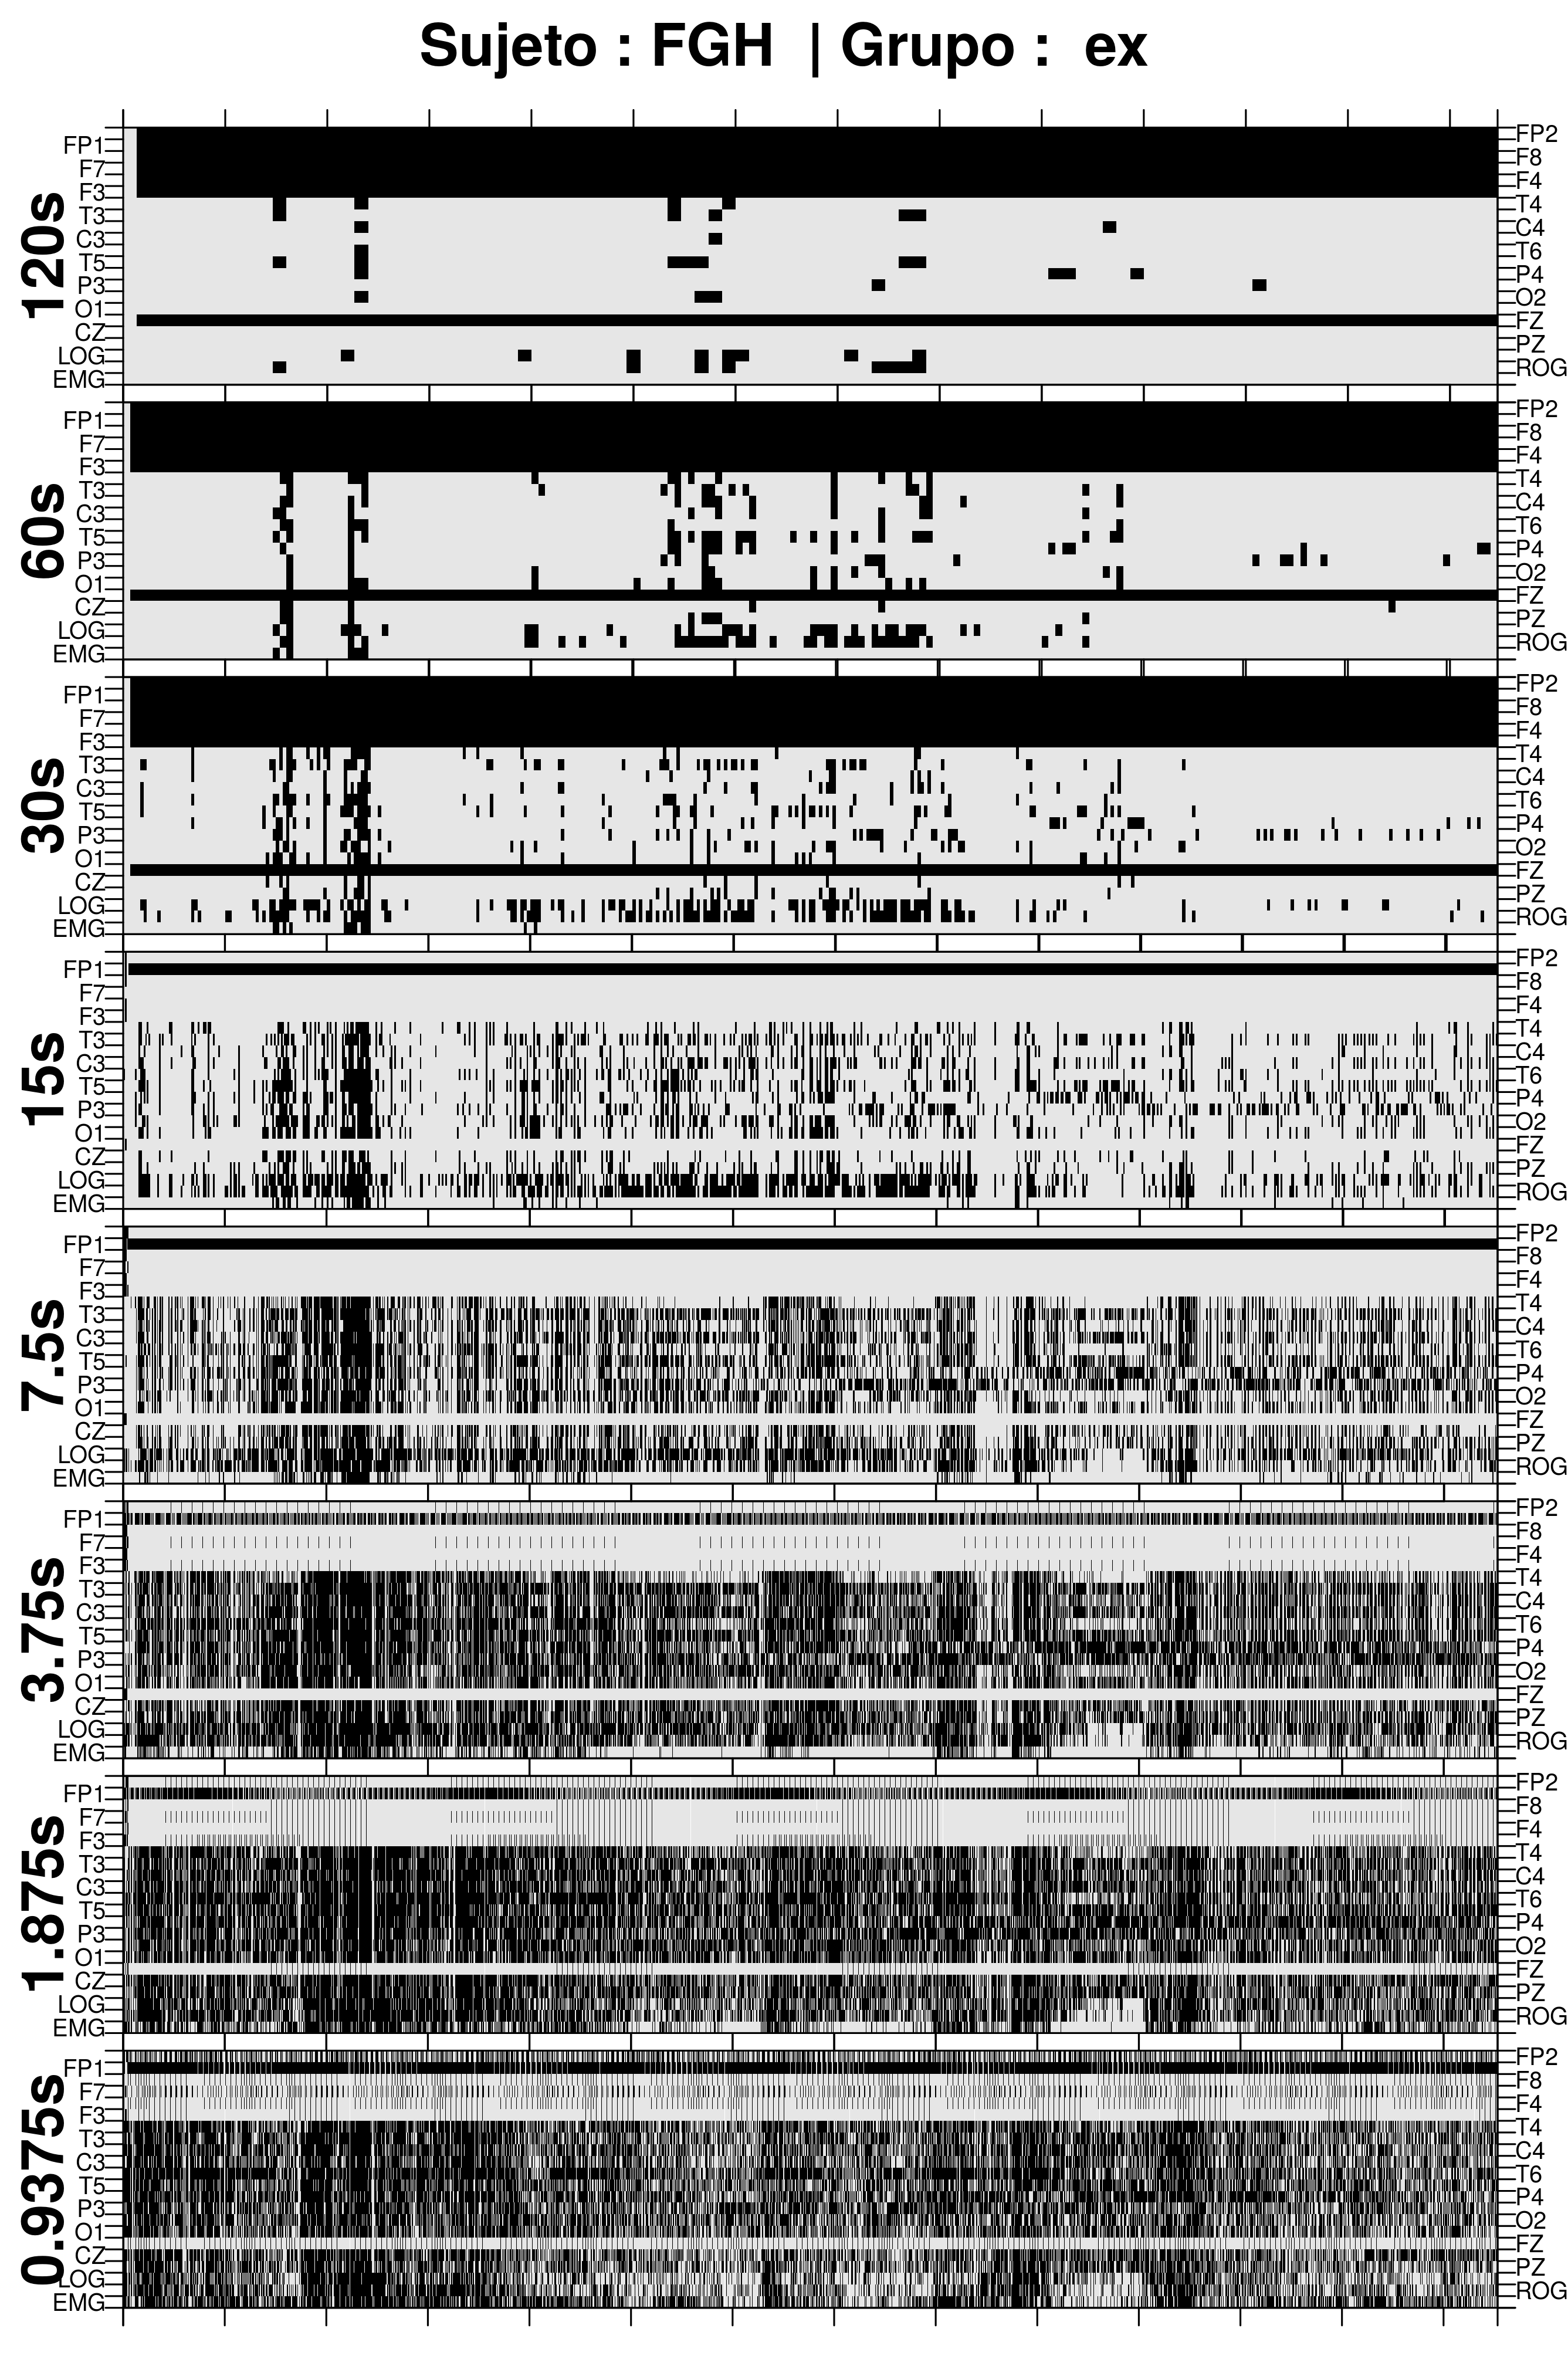 Sujeto : FGH | Grupo : ex
120s
FP1 FP2
F7 F8
F3 F4
T3 T4
C3 C4
T5 T6
P3 P4
O1 O2
CZ FZ
LOG PZ
EMG ROG
60s
FP1 FP2
F7 F8
F3 F4
T3 T4
C3 C4
T5 T6
P3 P4
O1 O2
CZ FZ
LOG PZ
EMG ROG
30s
FP1 FP2
F7 F8
F3 F4
T3 T4
C3 C4
T5 T6
P3 P4
O1 O2
CZ FZ
LOG PZ
EMG ROG
15s
FP1 FP2
F7 F8
F3 F4
T3 T4
C3 C4
T5 T6
P3 P4
O1 O2
CZ FZ
LOG PZ
EMG ROG
7.5s
FP1 FP2
F7 F8
F3 F4
T3 T4
C3 C4
T5 T6
P3 P4
O1 O2
CZ FZ
LOG PZ
EMG ROG
3.75s
FP1 FP2
F7 F8
F3 F4
T3 T4
C3 C4
T5 T6
P3 P4
O1 O2
CZ FZ
LOG PZ
EMG ROG
1.875s
FP1 FP2
F7 F8
F3 F4
T3 T4
C3 C4
T5 T6
P3 P4
O1 O2
CZ FZ
LOG PZ
EMG ROG
0.9375s
FP1 FP2
F7 F8
F3 F4
T3 T4
C3 C4
T5 T6
P3 P4
O1 O2
CZ FZ
LOG PZ
EMG ROG